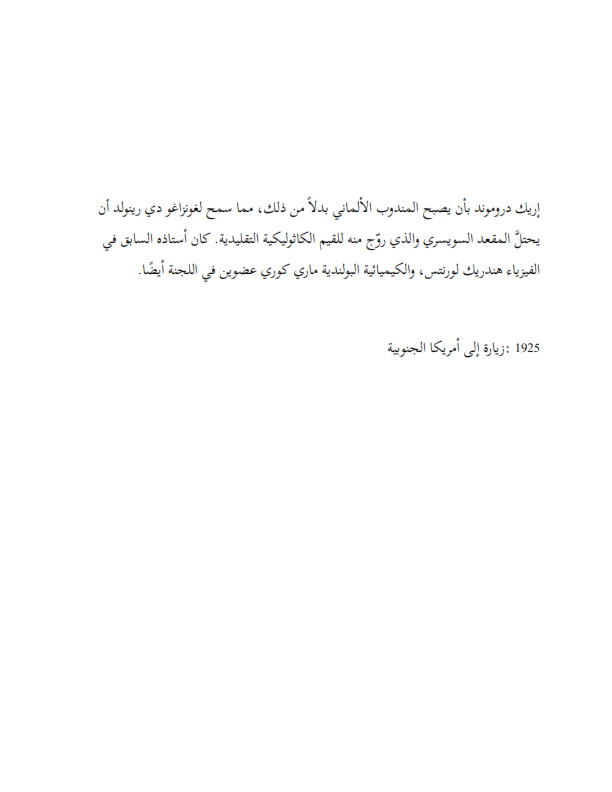 إريك دروموند بأن يصبح المندوب الألماني بدلاً من ذلك، مما سمح لغونزاغو دي رينولد أن
يحتلَّ المقعد السويسري والذي روّج منه للقيم الكاثوليكية التقليدية. كان أستاذه السابق في
الفيزياء هندريك لورنتس، والكيميائية البولندية ماري كوري عضوين في اللجنة أيضًا.
1925 :زيارة إلى أمريكا الجنوبية